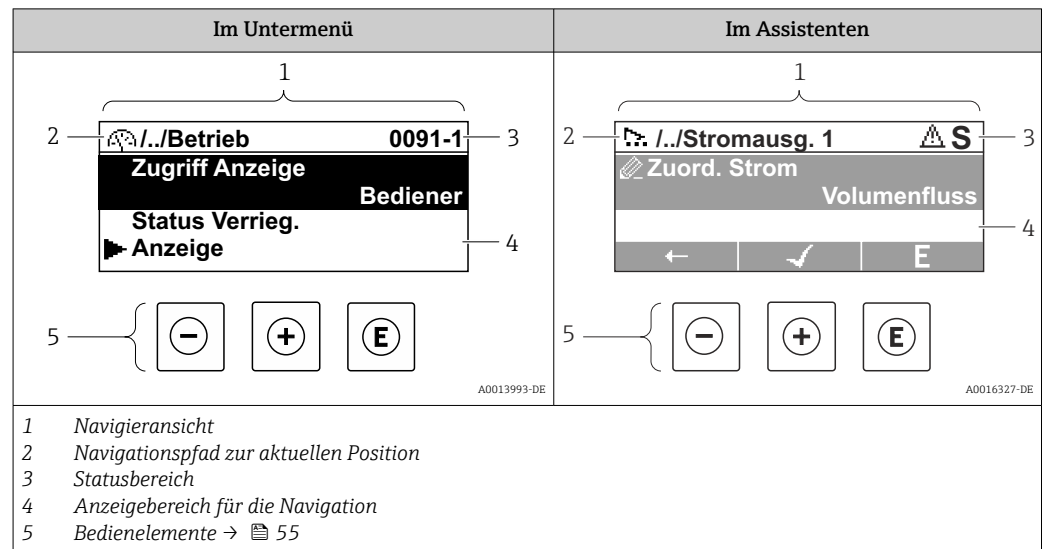 Im Untermenü
Im Assistenten
1
2
/../Betrieb 0091-1
3
Zugriff Anzeige
Bediener
Status Verrieg.
Anzeige
4
5
- + E
A0013993-DE
1
2
/../Stromausg. 1 S
3
Zuord. Strom
Volumenfluss
4
← ✓ E
5
- + E
A0016327-DE
1 Navigieransicht
2 Navigationspfad zur aktuellen Position
3 Statusbereich
4 Anzeigebereich für die Navigation
5 Bedienelemente → 55